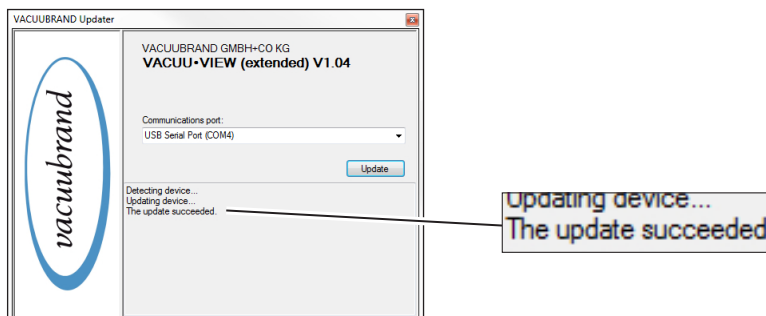 VACUUBRAND Updater
VACUUBRAND GMBH+CO KG
VACUU•VIEW (extended) V1.04
vacuubrand
Communications port:
USB Serial Port (COM4)
Update
Detecting device...
Updating device...
The update succeeded.
Updating device...
The update succeeded